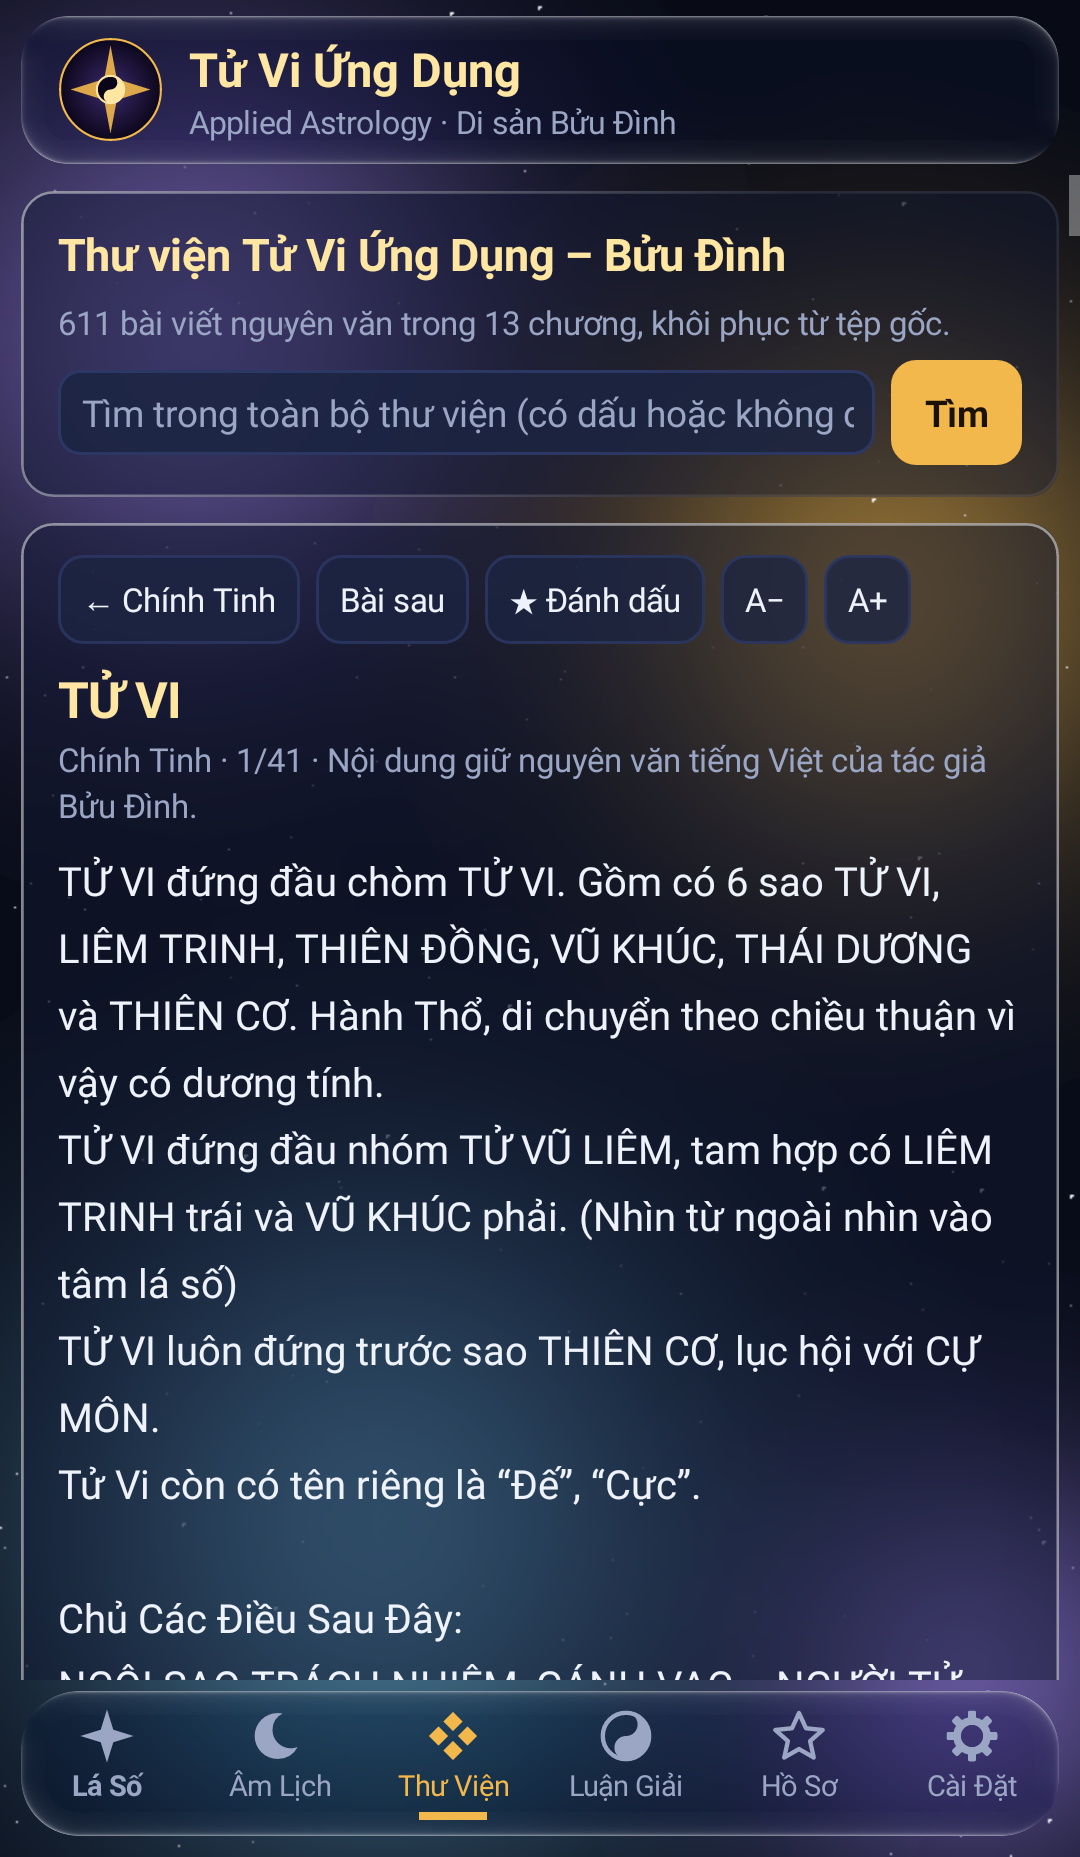 Tử Vi Ứng Dụng
Applied Astrology · Di sản Bửu Đình
Thư viện Tử Vi Ứng Dụng – Bửu Đình
611 bài viết nguyên văn trong 13 chương, khôi phục từ tệp gốc.
Tìm trong toàn bộ thư viện (có dấu hoặc không
Tìm
← Chính Tinh
Bài sau
★ Đánh dấu
A−
A+
TỬ VI
Chính Tinh · 1/41 · Nội dung giữ nguyên văn tiếng Việt của tác giả
Bửu Đình.
TỬ VI đứng đầu chòm TỬ VI. Gồm có 6 sao TỬ VI,
LIÊM TRINH, THIÊN ĐỒNG, VŨ KHÚC, THÁI DƯƠNG
và THIÊN CƠ. Hành Thổ, di chuyển theo chiều thuận vì
vậy có dương tính.
TỬ VI đứng đầu nhóm TỬ VŨ LIÊM, tam hợp có LIÊM
TRINH trái và VŨ KHÚC phải. (Nhìn từ ngoài nhìn vào
tâm lá số)
TỬ VI luôn đứng trước sao THIÊN CƠ, lục hội với CỰ
MÔN.
Tử Vi còn có tên riêng là “Đế”, “Cực”.
Chủ Các Điều Sau Đây:
Lá Số
Âm Lịch
Thư Viện
Luận Giải
Hồ Sơ
Cài Đặt